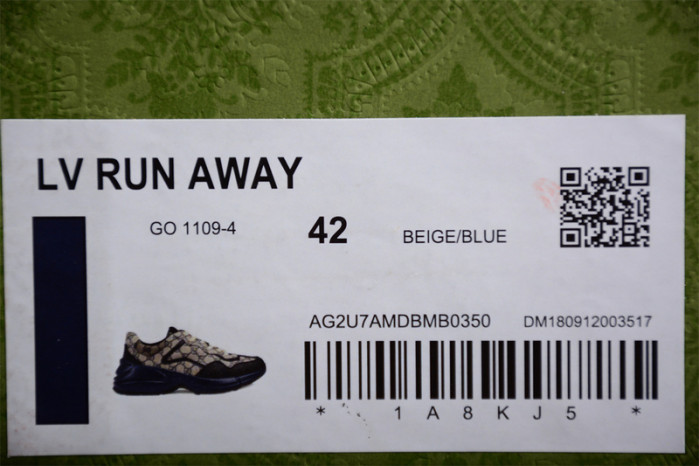 LV RUN AWAY
GO 1109-4 42 BEIGE/BLUE
AG2U7AMDBMB0350 DM180912003517
* 1 A 8 K J 5 *